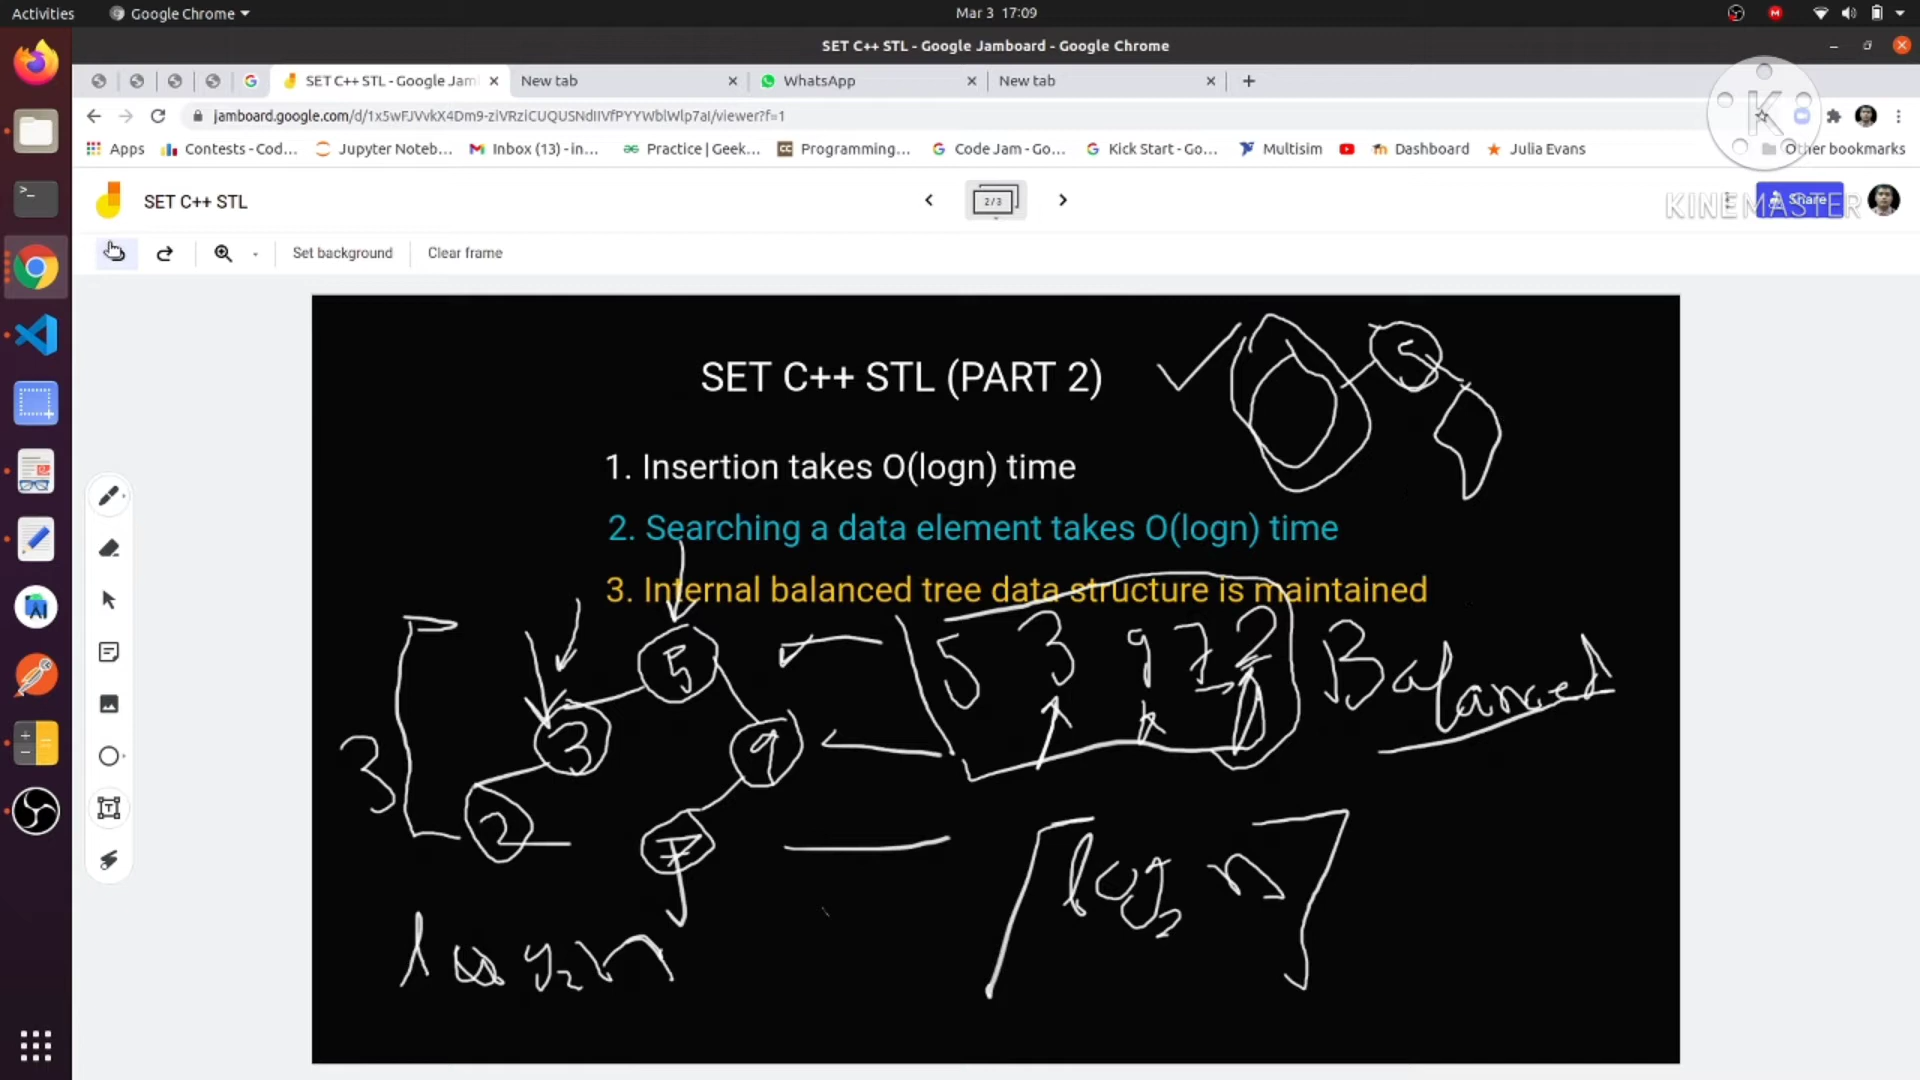 Activities Google Chrome Mar 3 17:09
SET C++ STL - Google Jamboard - Google Chrome
SET C++ STL - Google Jam New tab WhatsApp New tab
jamboard.google.com/d/1x5wFJVvkX4Dm9-ziVRziCUQUSNdIIVfPYYWblWlp7aI/viewer?f=1
Apps Contests - Cod... Jupyter Noteb... Inbox (13) - in... Practice | Geek... Programming,... Code Jam - Go... Kick Start - Go... Multisim Dashboard Julia Evans Other bookmarks
K
SET C++ STL 2/3 Share
KINEMASTER
Set background Clear frame
SET C++ STL (PART 2)
5
1. Insertion takes O(logn) time
2. Searching a data element takes O(logn) time
3. Internal balanced tree data structure is maintained
5 5 3 9 7 2 Balanced
3 3 9
2 7
log₂n log₂ n